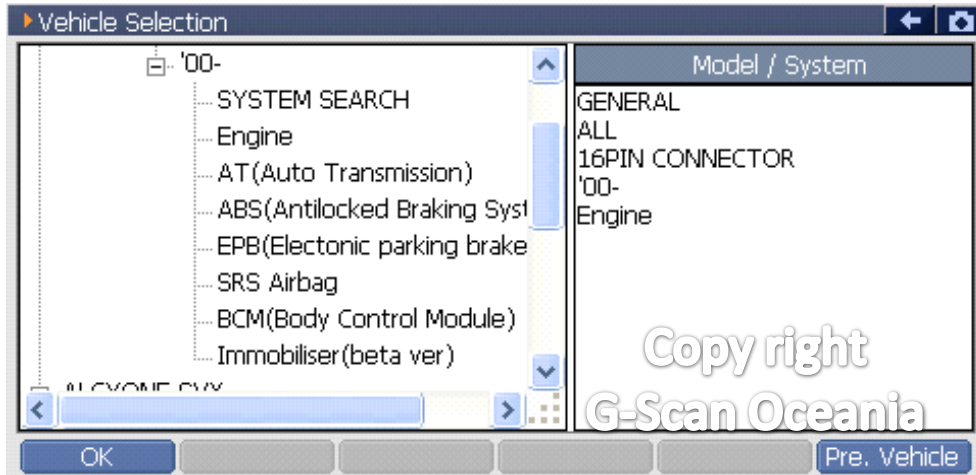 Vehicle Selection
'00-
SYSTEM SEARCH
Engine
AT(Auto Transmission)
ABS(Antilocked Braking Syst
EPB(Electonic parking brake
SRS Airbag
BCM(Body Control Module)
Immobiliser(beta ver)
ALCYONE SVX
Model / System
GENERAL
ALL
16PIN CONNECTOR
'00-
Engine
Copy right
G-Scan Oceania
OK
Pre. Vehicle